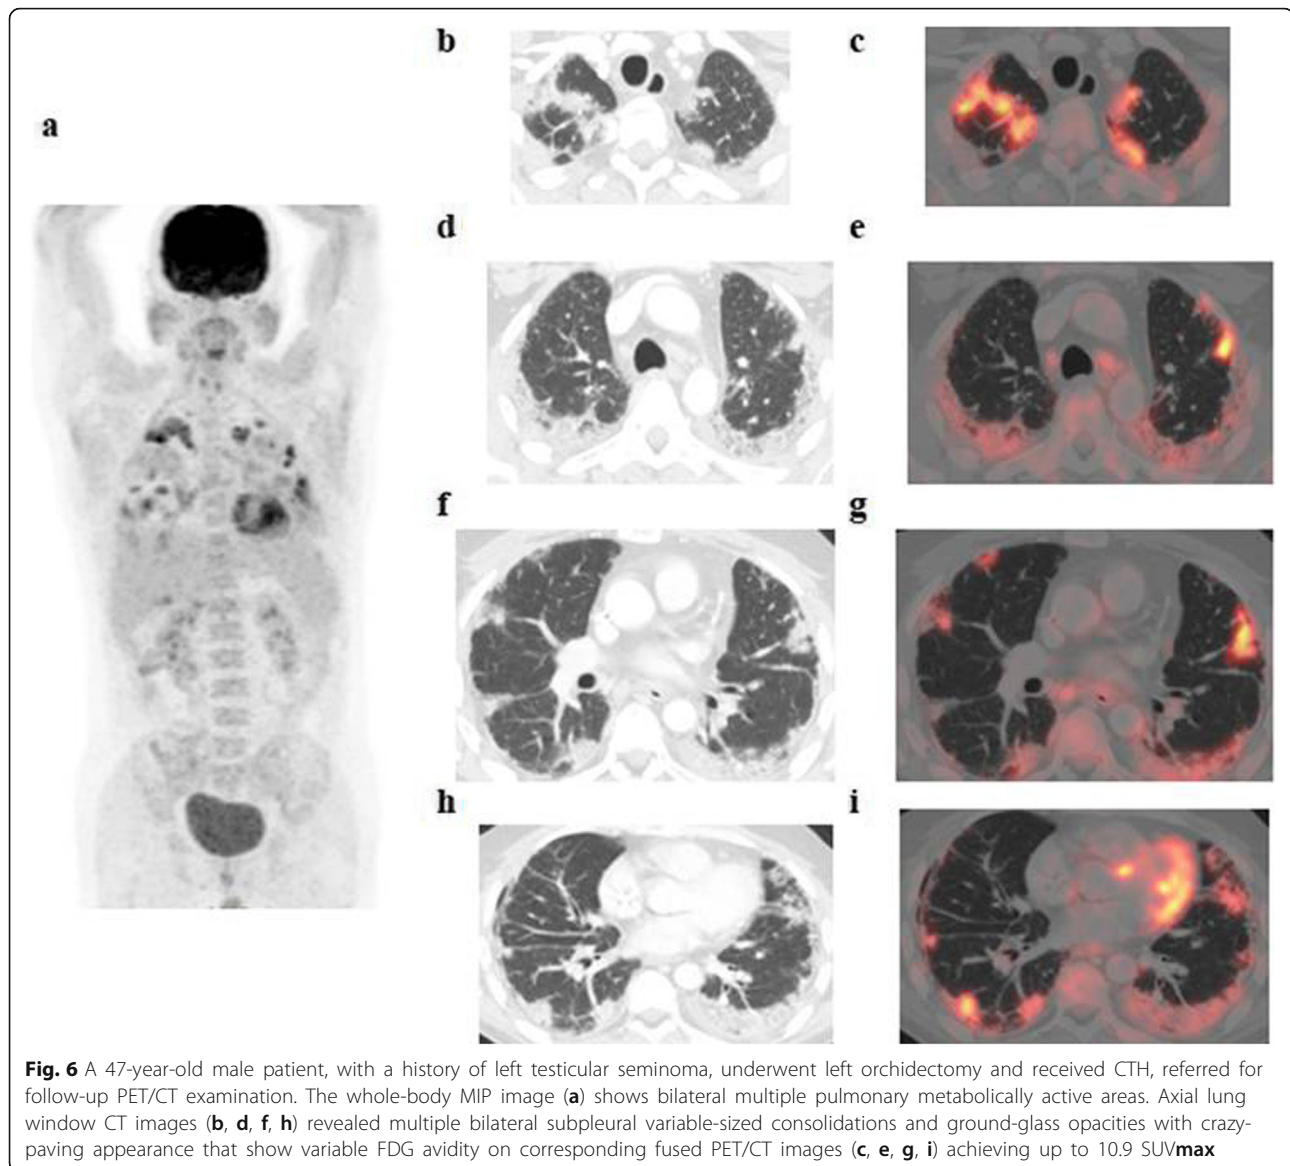 b
c
a
d
e
f
g
h
i
Fig. 6 A 47-year-old male patient, with a history of left testicular seminoma, underwent left orchidectomy and received CTH, referred for
follow-up PET/CT examination. The whole-body MIP image (a) shows bilateral multiple pulmonary metabolically active areas. Axial lung
window CT images (b, d, f, h) revealed multiple bilateral subpleural variable-sized consolidations and ground-glass opacities with crazy-
paving appearance that show variable FDG avidity on corresponding fused PET/CT images (c, e, g, i) achieving up to 10.9 SUVmax